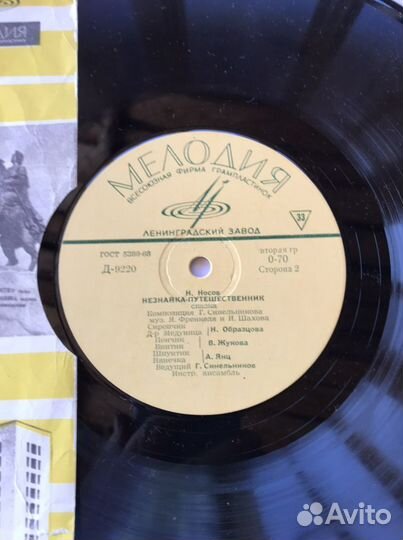 МЕЛОДИЯ
ВСЕСОЮЗНАЯ ФИРМА ГРАМПЛАСТИНОК
ЛЕНИНГРАДСКИЙ ЗАВОД
33
ГОСТ 5289-68
вторая гр
Д-9220
0-70
Сторона 2
Н. Носов
НЕЗНАЙКА-ПУТЕШЕСТВЕННИК
сказка
Композиция Г. Синельникова
муз. Я. Френкеля и И. Шахова
Сиропчик
Д-р Медуница
Н. Образцова
Пончик
Винтик
В. Жукова
Шпунтик
Нянечка
А. Янц
Ведущий Г. Синельников
Инстр. ансамбль
Avito